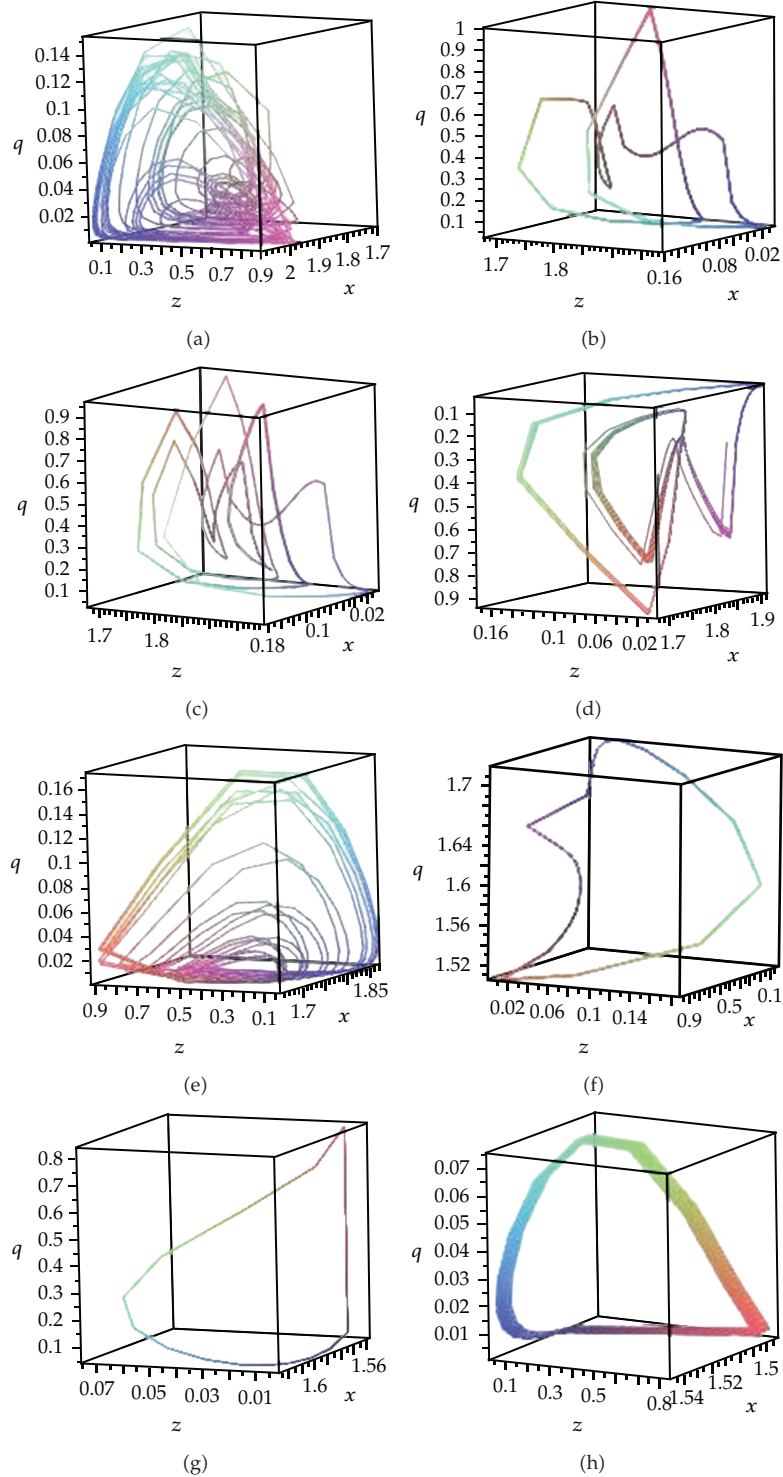 0.14
0.12
0.1
0.08
0.06
0.04
0.02
q
0.1 0.3 0.5 0.7 0.9 2 1.9 1.8 1.7
z
x
(a)
1
0.9
0.8
0.7
0.6
0.5
0.4
0.3
0.2
0.1
q
1.7 1.8 0.16 0.08 0.02
z
x
(b)
0.9
0.8
0.7
0.6
0.5
0.4
0.3
0.2
0.1
q
1.7 1.8 0.18 0.1 0.02
z
x
(c)
0.1
0.2
0.3
0.4
0.5
0.6
0.7
0.8
0.9
q
0.16 0.1 0.06 0.02 1.7 1.8 1.9
z
x
(d)
0.16
0.14
0.12
0.1
0.08
0.06
0.04
0.02
q
0.9 0.7 0.5 0.3 0.1 1.7 1.85
z
x
(e)
1.7
1.64
1.6
1.56
1.52
q
0.02 0.06 0.1 0.14 0.9 0.5 0.1
z
x
(f)
0.8
0.7
0.6
0.5
0.4
0.3
0.2
0.1
q
0.07 0.05 0.03 0.01 1.6 1.56
z
x
(g)
0.07
0.06
0.05
0.04
0.03
0.02
0.01
q
0.1 0.3 0.5 0.8 1.54 1.52 1.5
z
x
(h)